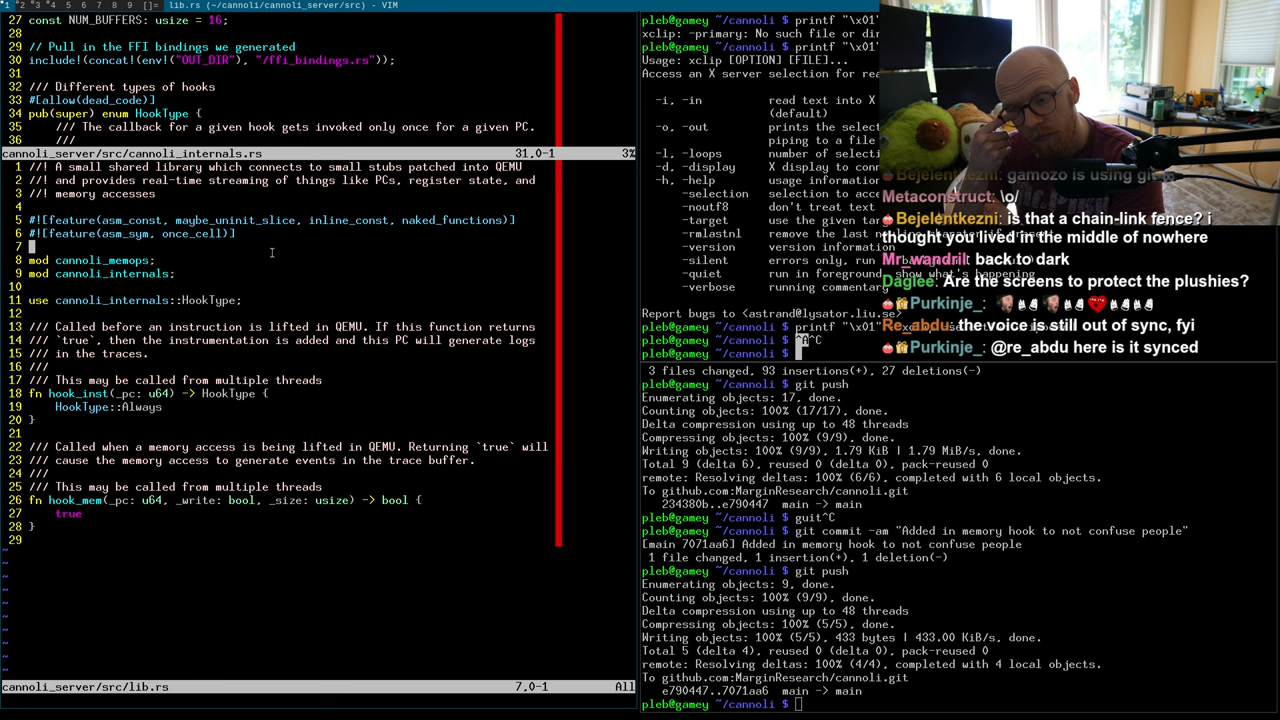 1 2 3 4 5 6 7 8 9 []= lib.rs (~/cannoli/cannoli_server/src) - VIM
27 const NUM_BUFFERS: usize = 16;
28
29 // Pull in the FFI bindings we generated
30 include!(concat!(env!("OUT_DIR"), "/ffi_bindings.rs"));
31
32 /// Different types of hooks
33 #[allow(dead_code)]
34 pub(super) enum HookType {
35 /// The callback for a given hook gets invoked only once for a given PC.
36 ///
cannoli_server/src/cannoli_internals.rs 31,0-1 3%
1 //! A small shared library which connects to small stubs patched into QEMU
2 //! and provides real-time streaming of things like PCs, register state, and
3 //! memory accesses
4
5 #![feature(asm_const, maybe_uninit_slice, inline_const, naked_functions)]
6 #![feature(asm_sym, once_cell)]
7
8 mod cannoli_memops;
9 mod cannoli_internals;
10
11 use cannoli_internals::HookType;
12
13 /// Called before an instruction is lifted in QEMU. If this function returns
14 /// `true`, then the instrumentation is added and this PC will generate logs
15 /// in the traces.
16 ///
17 /// This may be called from multiple threads
18 fn hook_inst(_pc: u64) -> HookType {
19 HookType::Always
20 }
21
22 /// Called when a memory access is being lifted in QEMU. Returning `true` will
23 /// cause the memory access to generate events in the trace buffer.
24 ///
25 /// This may be called from multiple threads
26 fn hook_mem(_pc: u64, _write: bool, _size: usize) -> bool {
27 true
28 }
29
~
~
~
~
~
~
~
~
~
~
cannoli_server/src/lib.rs 7,0-1 All
pleb@gamey ~/cannoli $ printf "\x01"
xclip: -primary: No such file or dir
pleb@gamey ~/cannoli $ printf "\x01"
Usage: xclip [OPTION] [FILE]...
Access an X server selection for rea
-i, -in read text into X
(default)
-o, -out prints the select
piping to a file
-l, -loops number of selecti
-d, -display X display to con
-h, -help usage information
-selection selection to acce
-noutf8 don't treat text
-target use the given tar
-rmlastnl remove the last
-version version information
-silent errors only, run
-quiet run in foreground, show what's happening
-verbose running commentary
Report bugs to <astrand@lysator.liu.se>
pleb@gamey ~/cannoli $ printf "\x01"
pleb@gamey ~/cannoli $ ^A^C
pleb@gamey ~/cannoli $
3 files changed, 93 insertions(+), 27 deletions(-)
pleb@gamey ~/cannoli $ git push
Enumerating objects: 17, done.
Counting objects: 100% (17/17), done.
Delta compression using up to 48 threads
Compressing objects: 100% (9/9), done.
Writing objects: 100% (9/9), 1.79 KiB | 1.79 MiB/s, done.
Total 9 (delta 6), reused 0 (delta 0), pack-reused 0
remote: Resolving deltas: 100% (6/6), completed with 6 local objects.
To github.com:MarginResearch/cannoli.git
234380b..e790447 main -> main
pleb@gamey ~/cannoli $ guit^C
pleb@gamey ~/cannoli $ git commit -am "Added in memory hook to not confuse people"
[main 7071aa6] Added in memory hook to not confuse people
1 file changed, 1 insertion(+), 1 deletion(-)
pleb@gamey ~/cannoli $ git push
Enumerating objects: 9, done.
Counting objects: 100% (9/9), done.
Delta compression using up to 48 threads
Compressing objects: 100% (5/5), done.
Writing objects: 100% (5/5), 433 bytes | 433.00 KiB/s, done.
Total 5 (delta 4), reused 0 (delta 0), pack-reused 0
remote: Resolving deltas: 100% (4/4), completed with 4 local objects.
To github.com:MarginResearch/cannoli.git
e790447..7071aa6 main -> main
pleb@gamey ~/cannoli $
Bejelentkezni: gamozo is using git
Metaconstruct: \o/
Bejelentkezni: is that a chain-link fence? i
thought you lived in the middle of nowhere
Mr_wandril: back to dark
Daglee: Are the screens to protect the plushies?
Purkinje_:
Re_abdu: the voice is still out of sync, fyi
Purkinje_: @re_abdu here is it synced